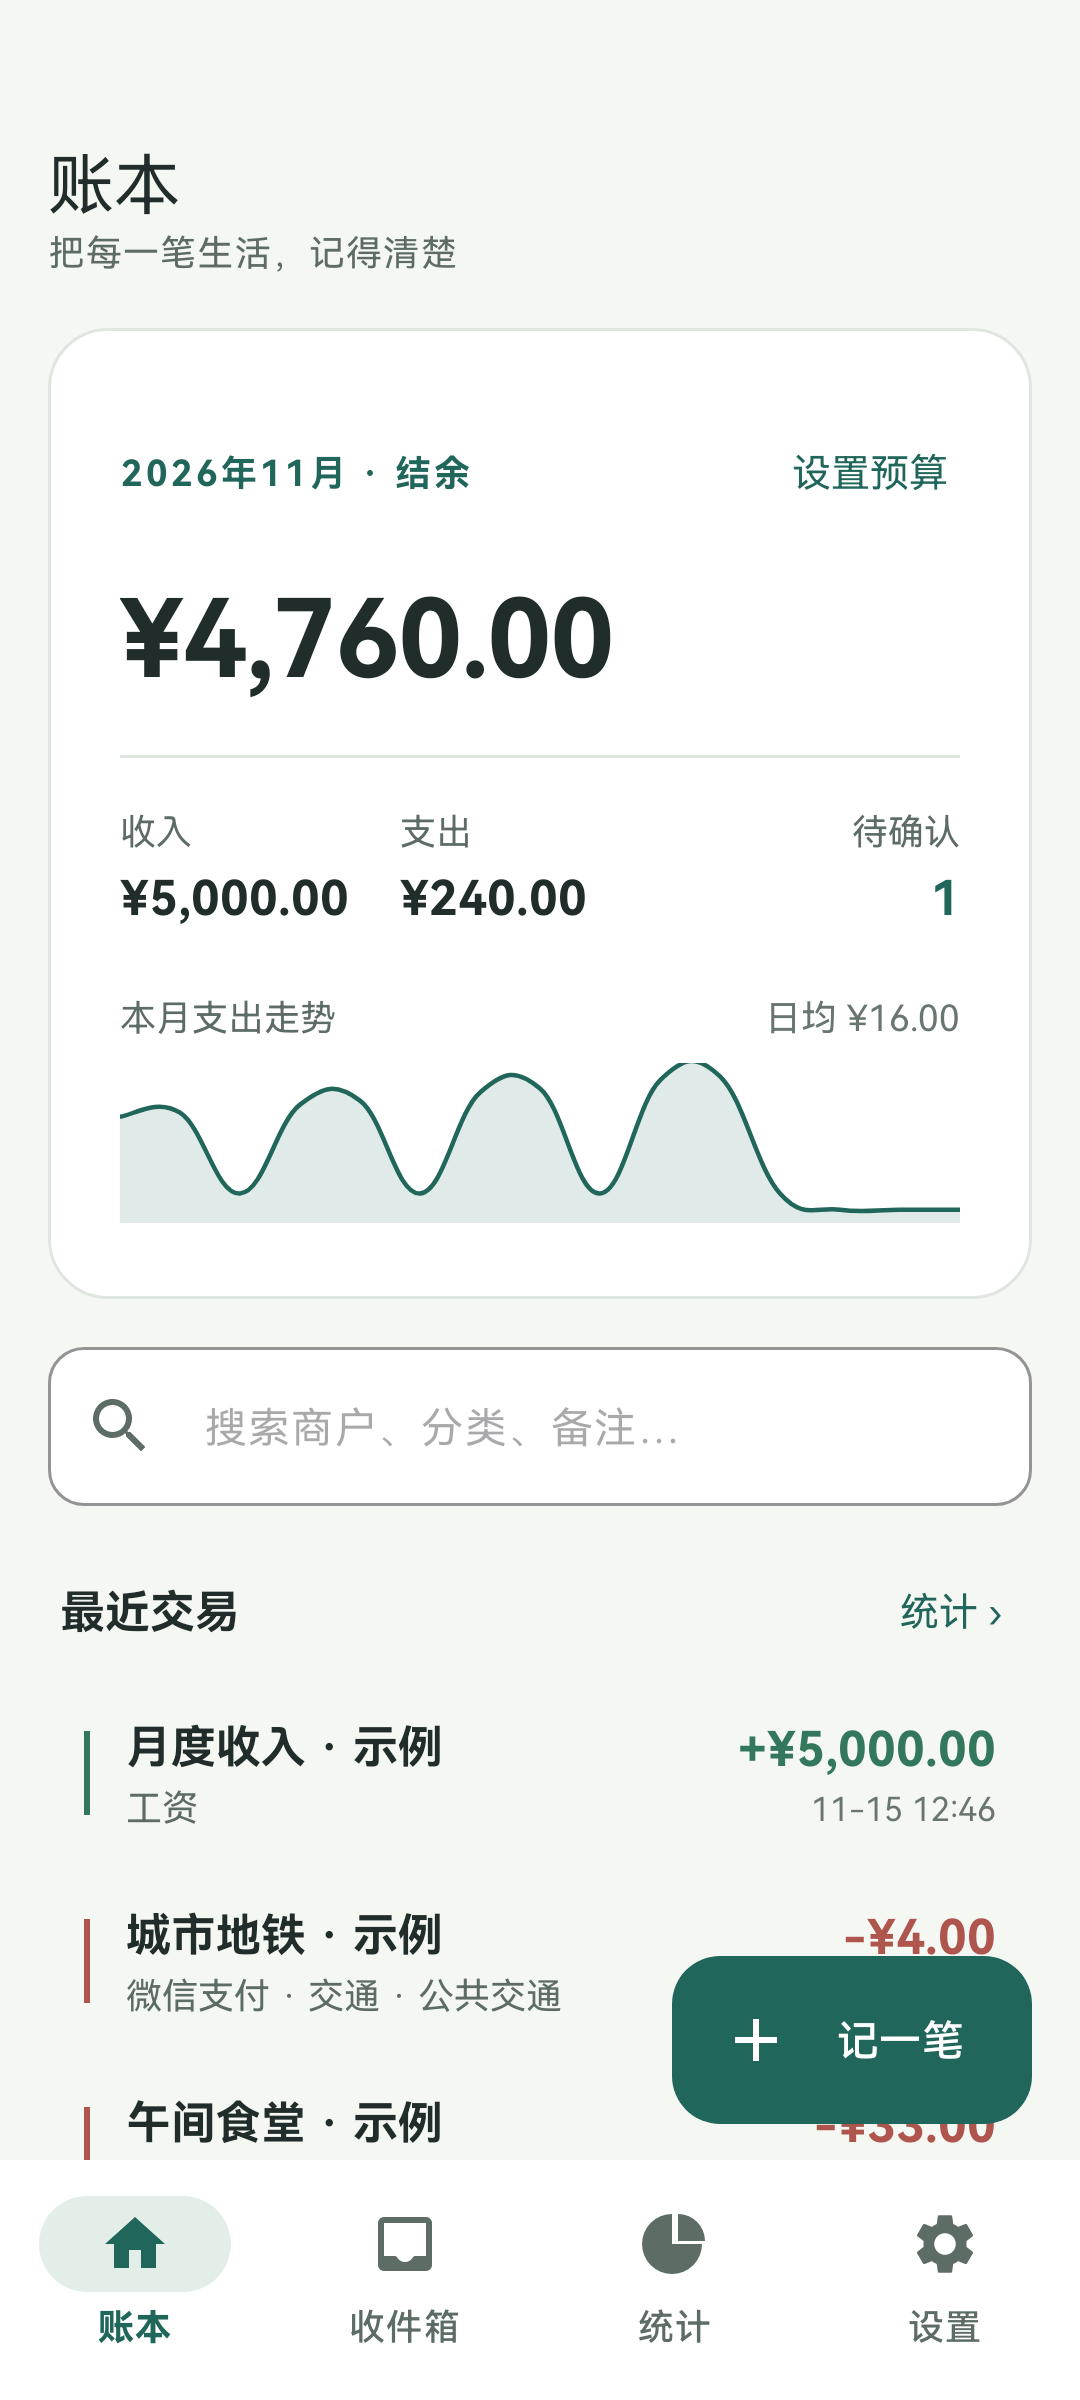 账本
把每一笔生活，记得清楚
2026年11月 · 结余
设置预算
¥4,760.00
收入
支出
待确认
¥5,000.00
¥240.00
1
本月支出走势
日均 ¥16.00
搜索商户、分类、备注...
最近交易
统计 ›
月度收入 · 示例
+¥5,000.00
工资
11-15 12:46
城市地铁 · 示例
-¥4.00
微信支付 · 交通 · 公共交通
记一笔
午间食堂 · 示例
-¥33.00
账本
收件箱
统计
设置